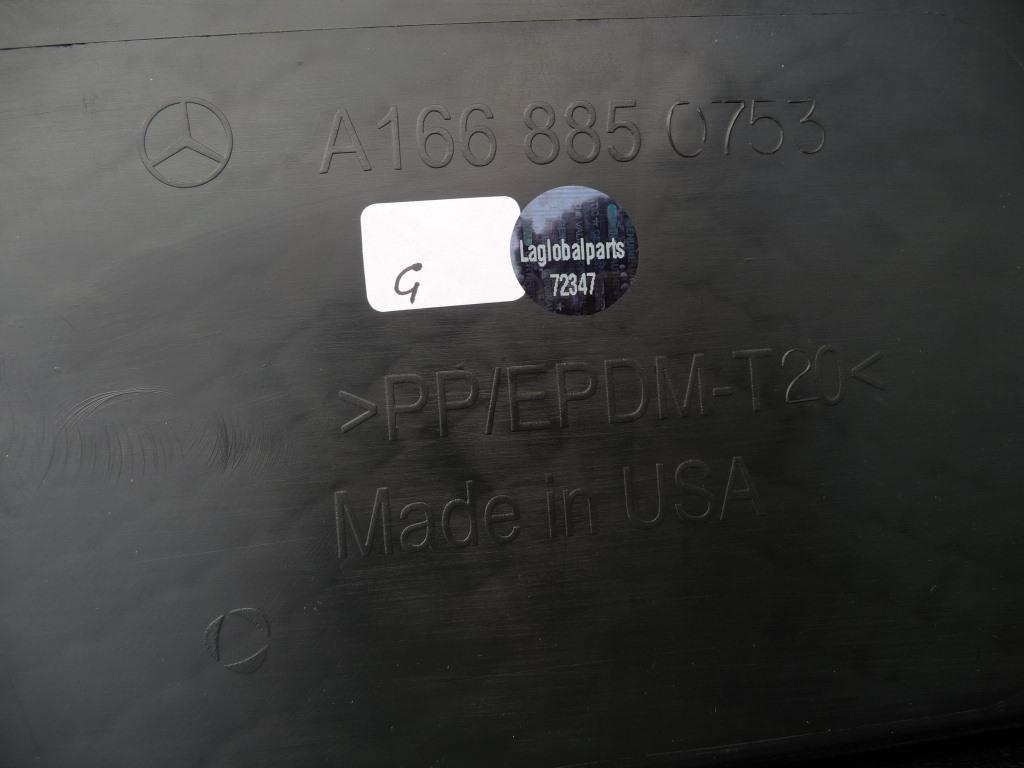 A166 885 0753
G
Laglobalparts
72347
>PP/EPDM-T20<
Made in USA